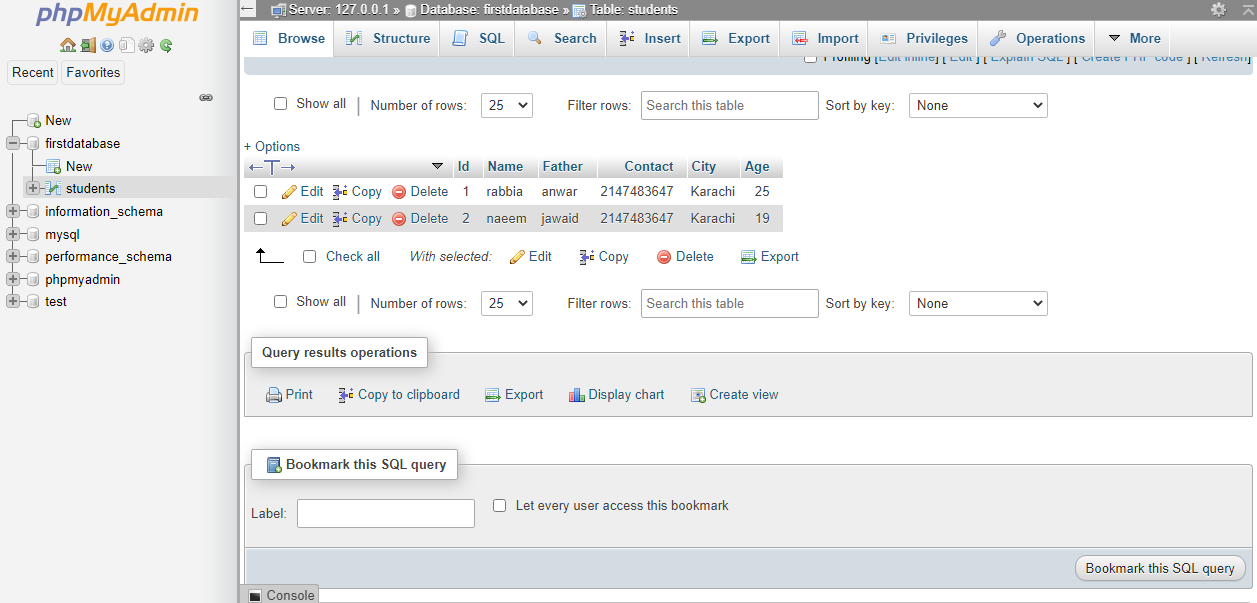 phpMyAdmin
Recent Favorites
New
firstdatabase
New
students
information_schema
mysql
performance_schema
phpmyadmin
test
Server: 127.0.0.1 » Database: firstdatabase » Table: students
Browse Structure SQL Search Insert Export Import Privileges Operations More
Profiling [Edit inline] [ Edit ] [ Explain SQL ] [ Create PHP code ] [ Refresh]
Show all Number of rows: 25 Filter rows: Search this table Sort by key: None
+ Options
Id Name Father Contact City Age
Edit Copy Delete 1 rabbia anwar 2147483647 Karachi 25
Edit Copy Delete 2 naeem jawaid 2147483647 Karachi 19
Check all With selected: Edit Copy Delete Export
Show all Number of rows: 25 Filter rows: Search this table Sort by key: None
Query results operations
Print Copy to clipboard Export Display chart Create view
Bookmark this SQL query
Label: Let every user access this bookmark
Bookmark this SQL query
Console